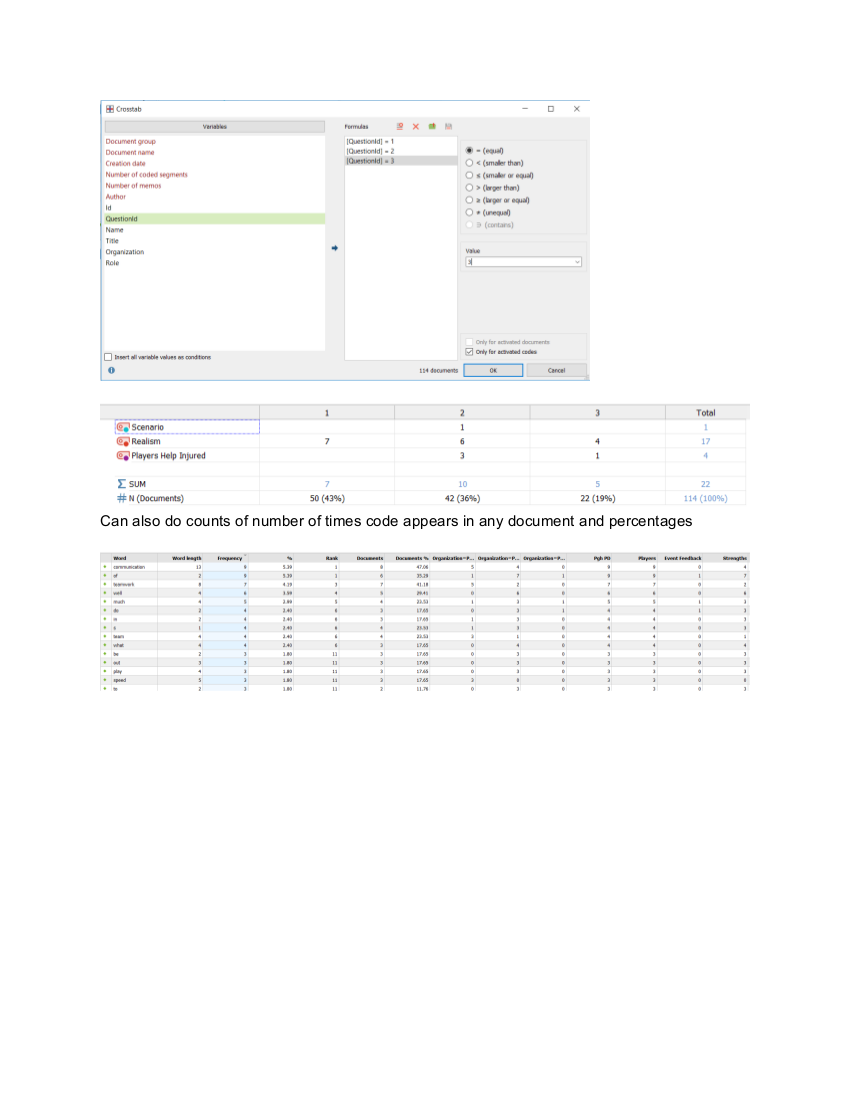 Crosstab
Variables
Document group
Document name
Creation date
Number of coded segments
Number of memos
Author
Id
QuestionId
Name
Title
Organization
Role
Insert all variable values as conditions
Formulas
[QuestionId] = 1
[QuestionId] = 2
[QuestionId] = 3
= (equal)
< (smaller than)
≤ (smaller or equal)
> (larger than)
≥ (larger or equal)
≠ (unequal)
∋ (contains)
Value
3
Only for activated documents
Only for activated codes
114 documents OK Cancel
1 2 3 Total
Scenario 1 1
Realism 7 6 4 17
Players Help Injured 3 1 4
Σ SUM 7 10 5 22
# N (Documents) 50 (43%) 42 (36%) 22 (19%) 114 (100%)
Can also do counts of number of times code appears in any document and percentages
Word Word length Frequency % Rank Documents Documents % Organization=P... Organization=P... Organization=P... Pgh PD Players Event Feedback Strengths
communication 13 9 5.39 1 8 47.06 5 4 0 9 9 0 4
of 2 9 5.39 1 6 35.29 1 7 1 9 9 1 7
teamwork 8 7 4.19 3 7 41.18 5 2 0 7 7 0 2
well 4 6 3.59 4 5 29.41 0 6 0 6 6 0 6
much 4 5 2.99 5 4 23.53 1 3 1 5 5 1 3
do 2 4 2.40 6 3 17.65 0 3 1 4 4 1 3
in 2 4 2.40 6 3 17.65 1 3 0 4 4 0 3
s 1 4 2.40 6 4 23.53 1 3 0 4 4 0 3
team 4 4 2.40 6 4 23.53 3 1 0 4 4 0 1
what 4 4 2.40 6 3 17.65 0 4 0 4 4 0 4
be 2 3 1.80 11 3 17.65 0 3 0 3 3 0 3
out 3 3 1.80 11 3 17.65 0 3 0 3 3 0 3
play 4 3 1.80 11 3 17.65 0 3 0 3 3 0 3
speed 5 3 1.80 11 3 17.65 3 0 0 3 3 0 0
to 2 3 1.80 11 2 11.76 0 3 0 3 3 0 3